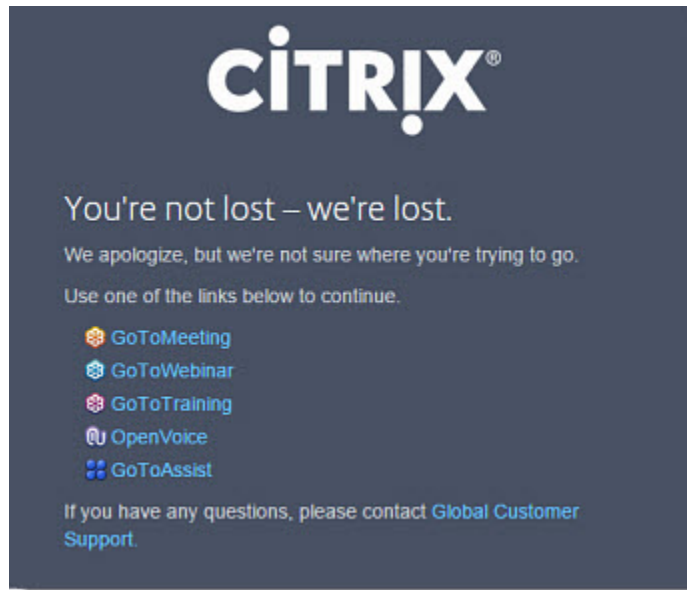 CİTRIX®
You're not lost – we're lost.
We apologize, but we're not sure where you're trying to go.
Use one of the links below to continue.
GoToMeeting
GoToWebinar
GoToTraining
OpenVoice
GoToAssist
If you have any questions, please contact Global Customer
Support.